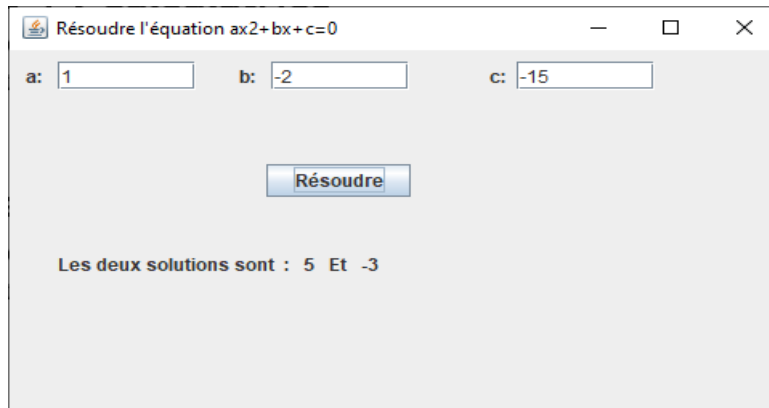 Résoudre l'équation ax2+bx+c=0
a: 1 b: -2 c: -15
Résoudre
Les deux solutions sont : 5 Et -3